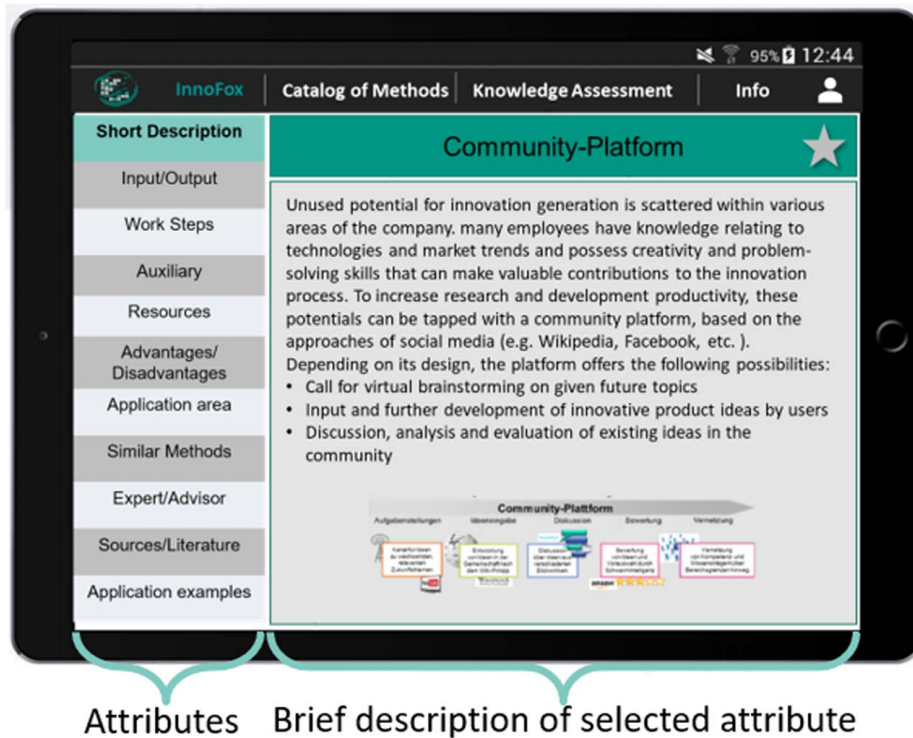 95% 12:44
InnoFox Catalog of Methods Knowledge Assessment Info
Short Description
Input/Output
Work Steps
Auxiliary
Resources
Advantages/
Disadvantages
Application area
Similar Methods
Expert/Advisor
Sources/Literature
Application examples
Community-Platform
Unused potential for innovation generation is scattered within various
areas of the company. many employees have knowledge relating to
technologies and market trends and possess creativity and problem-
solving skills that can make valuable contributions to the innovation
process. To increase research and development productivity, these
potentials can be tapped with a community platform, based on the
approaches of social media (e.g. Wikipedia, Facebook, etc. ).
Depending on its design, the platform offers the following possibilities:
• Call for virtual brainstorming on given future topics
• Input and further development of innovative product ideas by users
• Discussion, analysis and evaluation of existing ideas in the
community
Community-Plattform
Aufgabenstellungen Ideeneingabe Diskussion Bewertung Vernetzung
amazon
Attributes Brief description of selected attribute